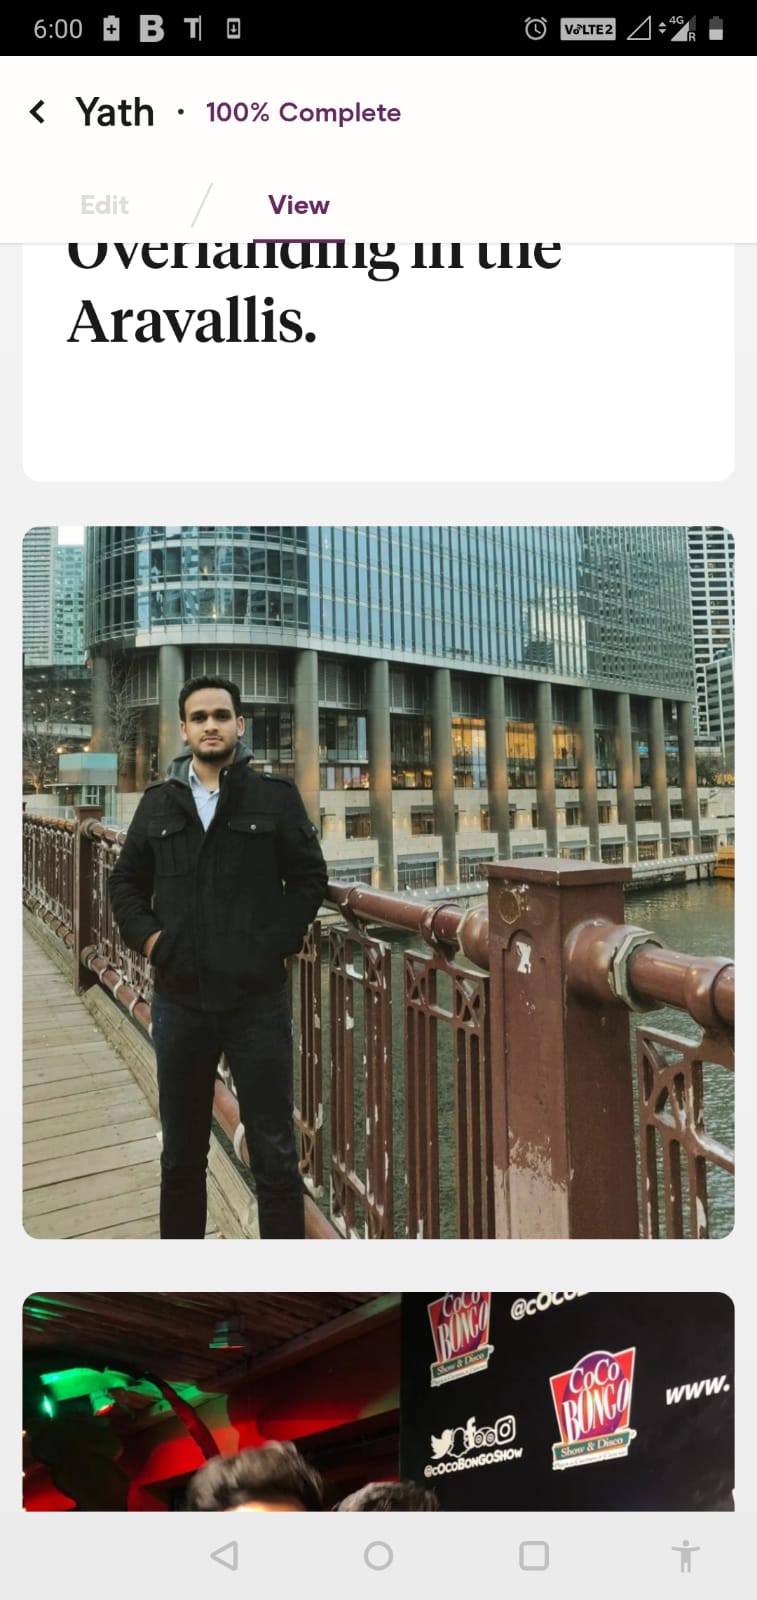 6:00
VoLTE2
4G
R
Yath · 100% Complete
Edit
View
Overlanding in the
Aravallis.
COCO
BONGO
Show & Disco
COCO
BONGO
Show & Disco
www.
@COCOBONGOSHOW